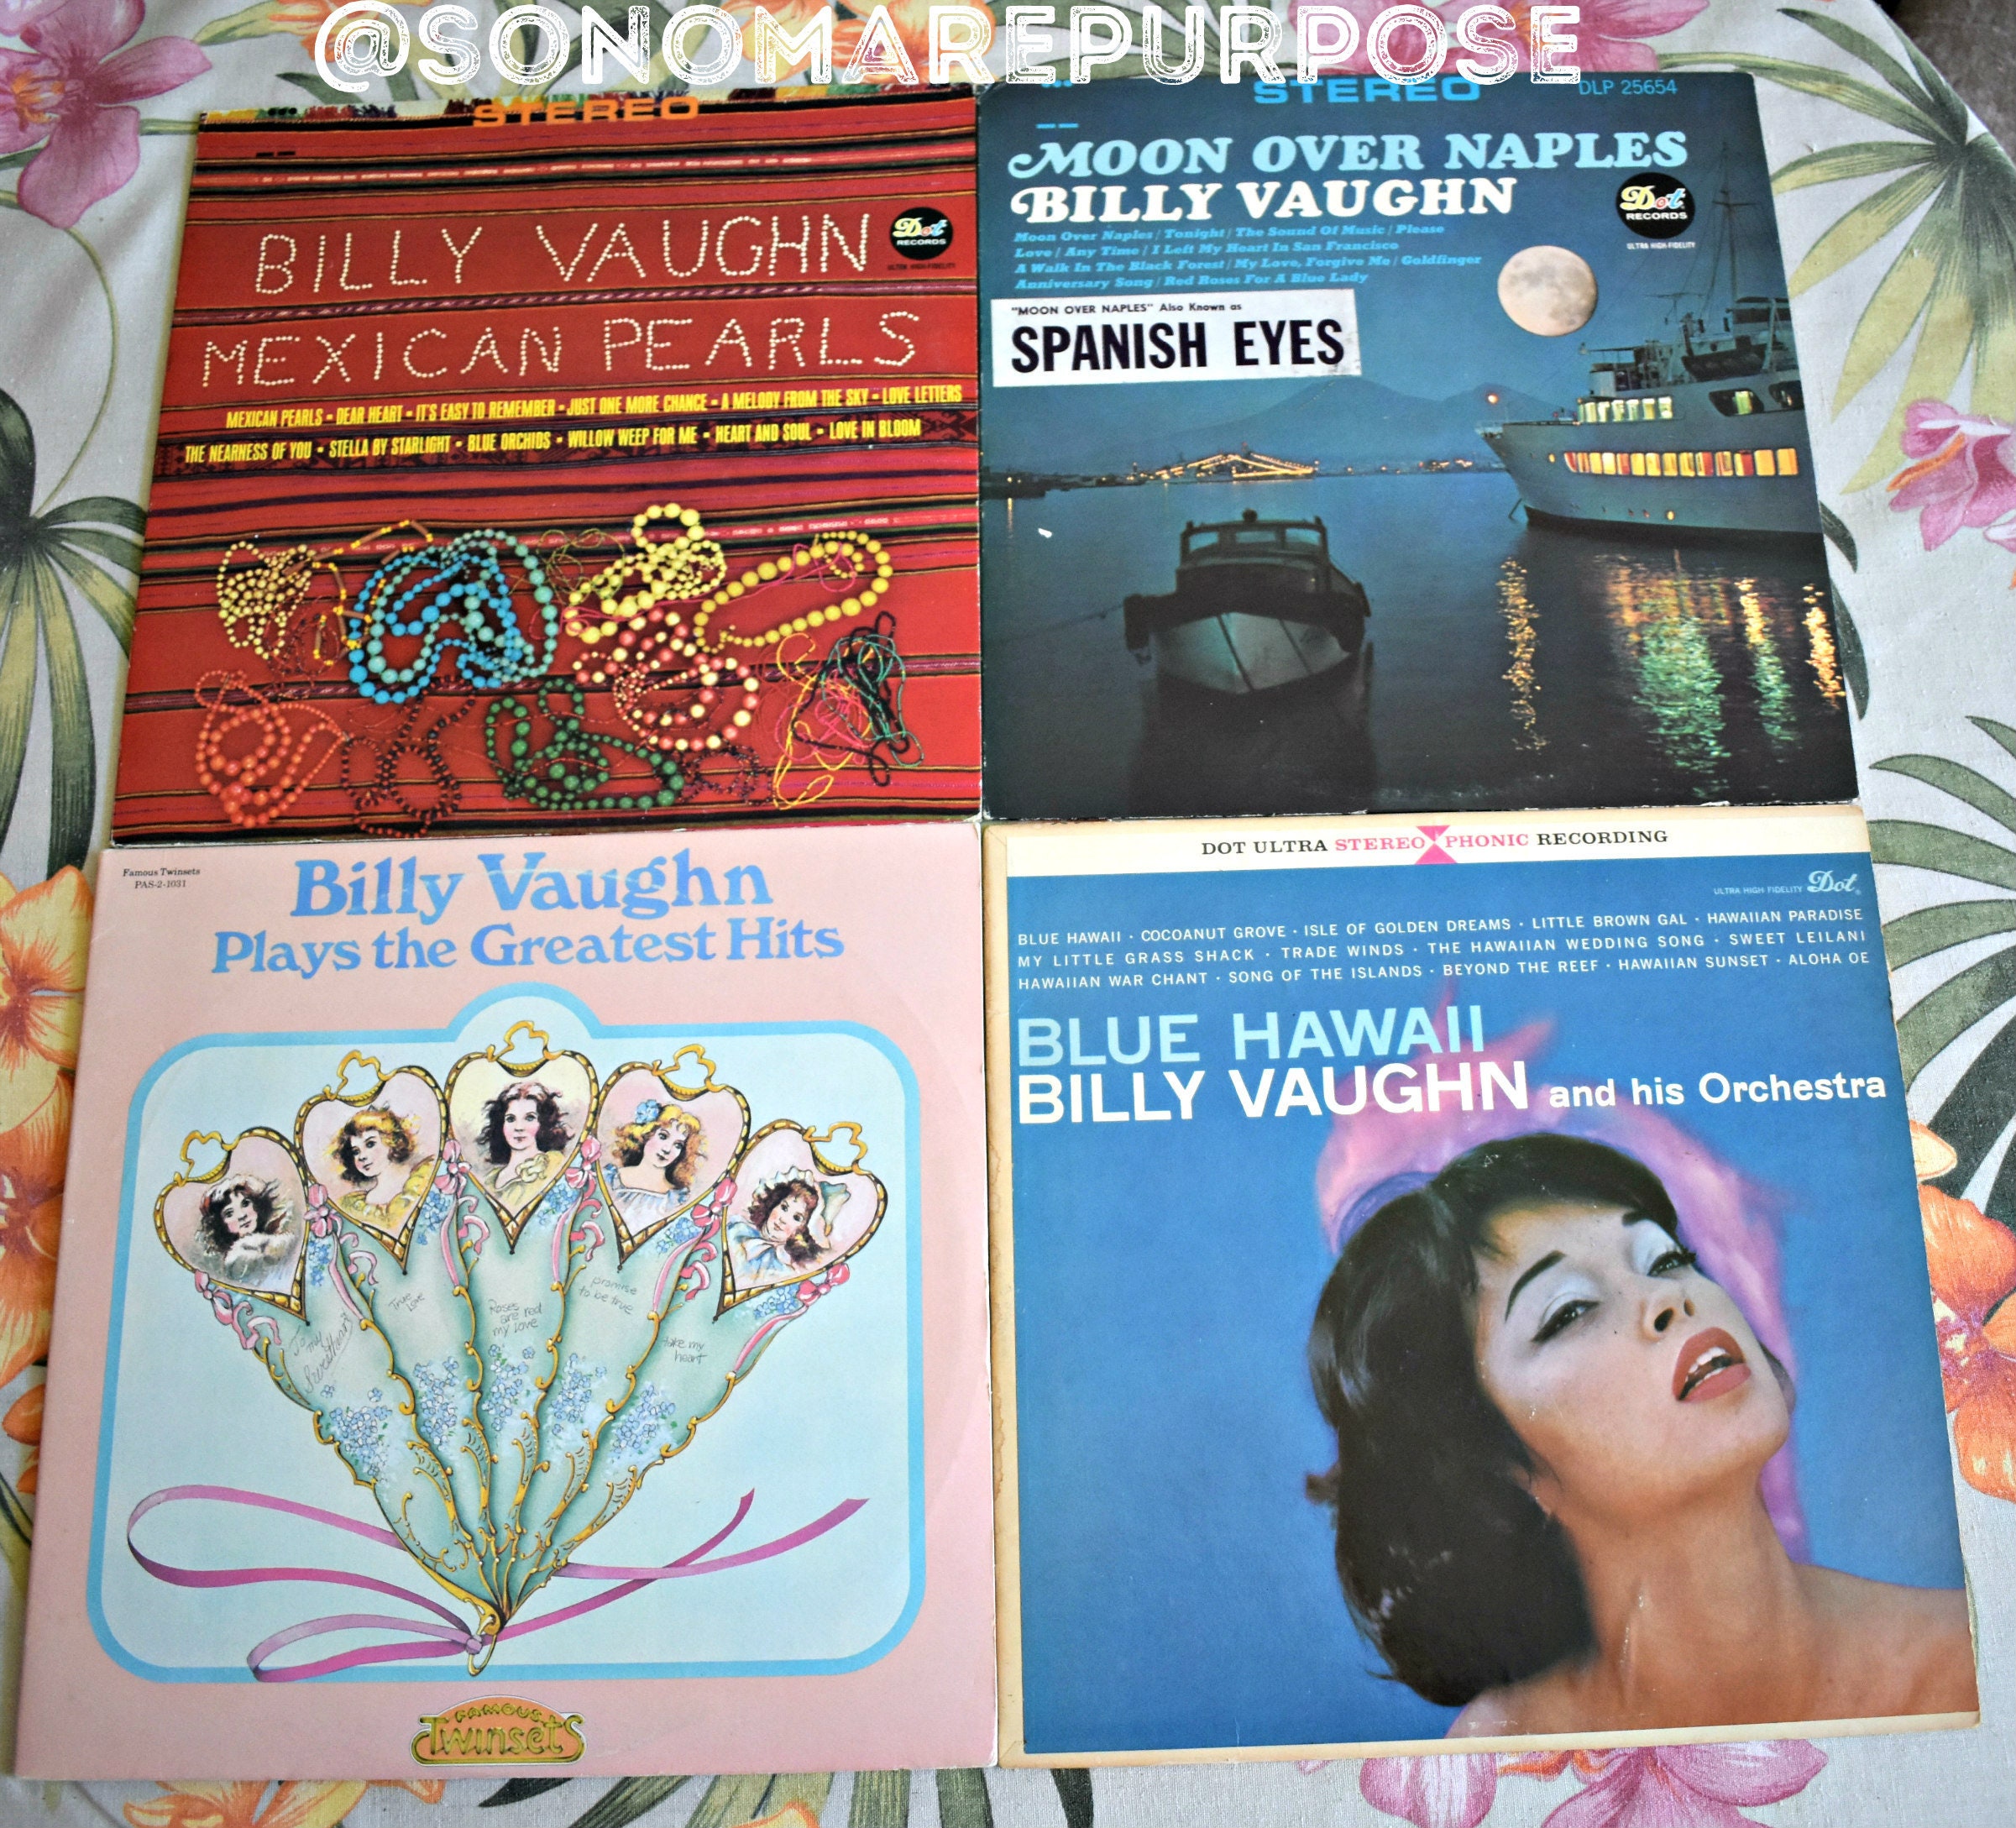 @SONOMAREPURPOSE
STEREO
BILLY VAUGHN
Dot
RECORDS
ULTRA HIGH-FIDELITY
MEXICAN PEARLS
MEXICAN PEARLS • DEAR HEART • IT'S EASY TO REMEMBER • JUST ONE MORE CHANCE • A MELODY FROM THE SKY • LOVE LETTERS
THE NEARNESS OF YOU • STELLA BY STARLIGHT • BLUE ORCHIDS • WILLOW WEEP FOR ME • HEART AND SOUL • LOVE IN BLOOM
STEREO
DLP 25654
MOON OVER NAPLES
BILLY VAUGHN
Dot
RECORDS
ULTRA HIGH-FIDELITY
Moon Over Naples / Tonight / The Sound Of Music / Please
Love / Any Time / I Left My Heart In San Francisco
A Walk In The Black Forest / My Love, Forgive Me / Goldfinger
Anniversary Song / Red Roses For A Blue Lady
"MOON OVER NAPLES" Also Known as
SPANISH EYES
Famous Twinsets
PAS-2-1031
Billy Vaughn
Plays the Greatest Hits
To my Sweetheart
True Love
Roses red
are
my love
promise
to be true
take my
heart
FAMOUS
Twinsets
DOT ULTRA STEREOPHONIC RECORDING
ULTRA HIGH FIDELITY Dot
BLUE HAWAII · COCOANUT GROVE · ISLE OF GOLDEN DREAMS · LITTLE BROWN GAL · HAWAIIAN PARADISE
MY LITTLE GRASS SHACK · TRADE WINDS · THE HAWAIIAN WEDDING SONG · SWEET LEILANI
HAWAIIAN WAR CHANT · SONG OF THE ISLANDS · BEYOND THE REEF · HAWAIIAN SUNSET · ALOHA OE
BLUE HAWAII
BILLY VAUGHN and his Orchestra